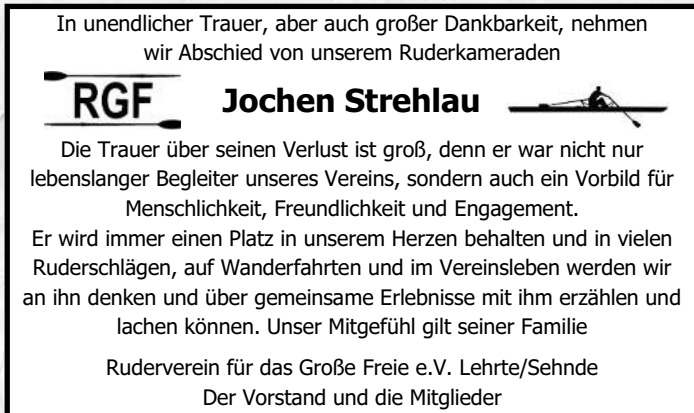 In unendlicher Trauer, aber auch großer Dankbarkeit, nehmen
wir Abschied von unserem Ruderkameraden
RGF
Jochen Strehlau
Die Trauer über seinen Verlust ist groß, denn er war nicht nur
lebenslanger Begleiter unseres Vereins, sondern auch ein Vorbild für
Menschlichkeit, Freundlichkeit und Engagement.
Er wird immer einen Platz in unserem Herzen behalten und in vielen
Ruderschlägen, auf Wanderfahrten und im Vereinsleben werden wir
an ihn denken und über gemeinsame Erlebnisse mit ihm erzählen und
lachen können. Unser Mitgefühl gilt seiner Familie
Ruderverein für das Große Freie e.V. Lehrte/Sehnde
Der Vorstand und die Mitglieder